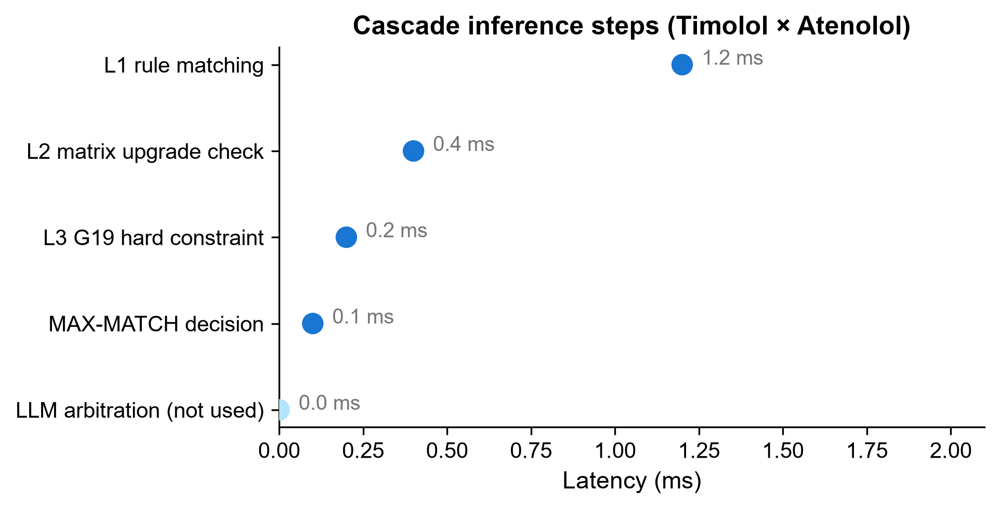 Cascade inference steps (Timolol × Atenolol)
L1 rule matching
1.2 ms
L2 matrix upgrade check
0.4 ms
L3 G19 hard constraint
0.2 ms
MAX-MATCH decision
0.1 ms
LLM arbitration (not used)
0.0 ms
0.00 0.25 0.50 0.75 1.00 1.25 1.50 1.75 2.00
Latency (ms)